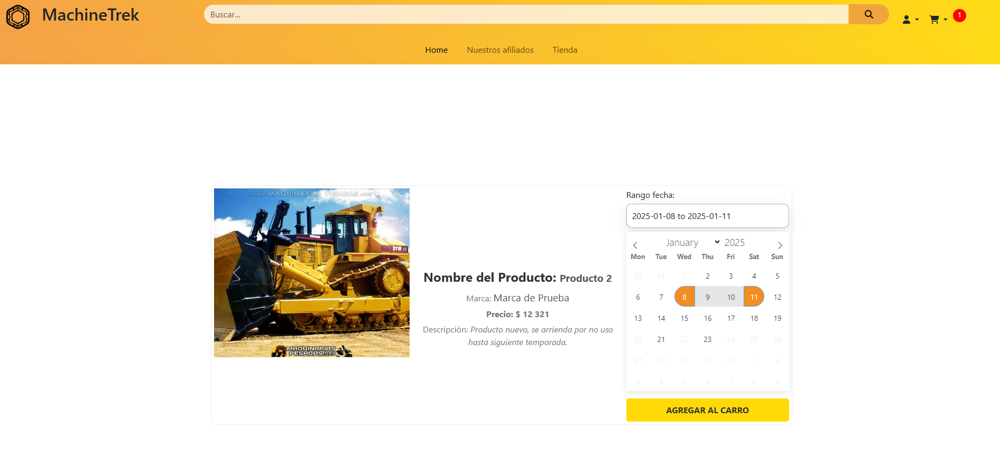 MachineTrek
Buscar...
1
Home Nuestros afiliados Tienda
WWW.MAQUINARIAS PESADAS.ORG
D11R
MAQUINARIAS
PESADAS.ORG
Nombre del Producto: Producto 2
Marca: Marca de Prueba
Precio: $ 12 321
Descripción: Producto nuevo, se arrienda por no uso
hasta siguiente temporada.
Rango fecha:
2025-01-08 to 2025-01-11
January 2025
Mon Tue Wed Thu Fri Sat Sun
30 31 1 2 3 4 5
6 7 8 9 10 11 12
13 14 15 16 17 18 19
20 21 22 23 24 25 26
27 28 29 30 31 1 2
3 4 5 6 7 8 9
AGREGAR AL CARRO